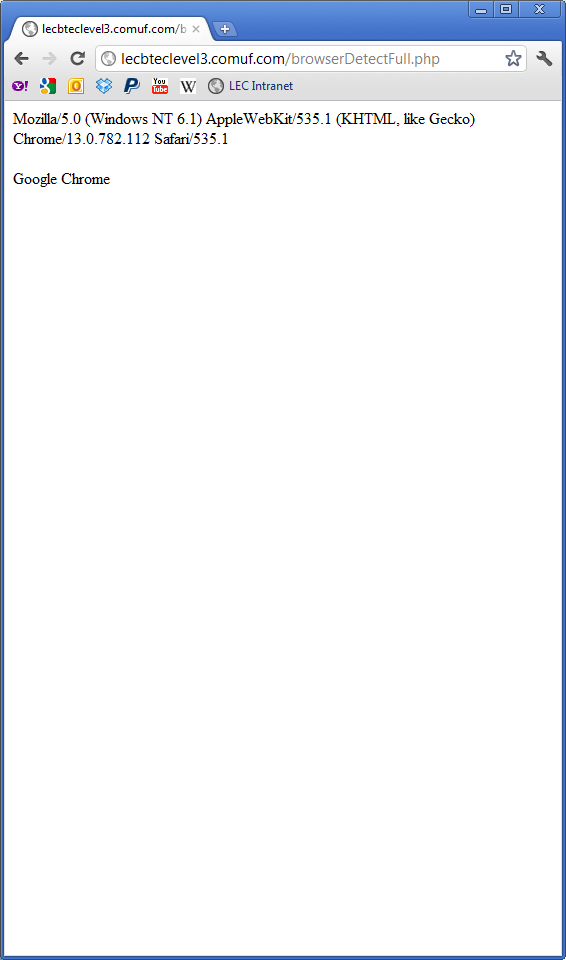 lecbteclevel3.comuf.com/b
lecbteclevel3.comuf.com/browserDetectFull.php
Y! You Tube W LEC Intranet
Mozilla/5.0 (Windows NT 6.1) AppleWebKit/535.1 (KHTML, like Gecko)
Chrome/13.0.782.112 Safari/535.1
Google Chrome